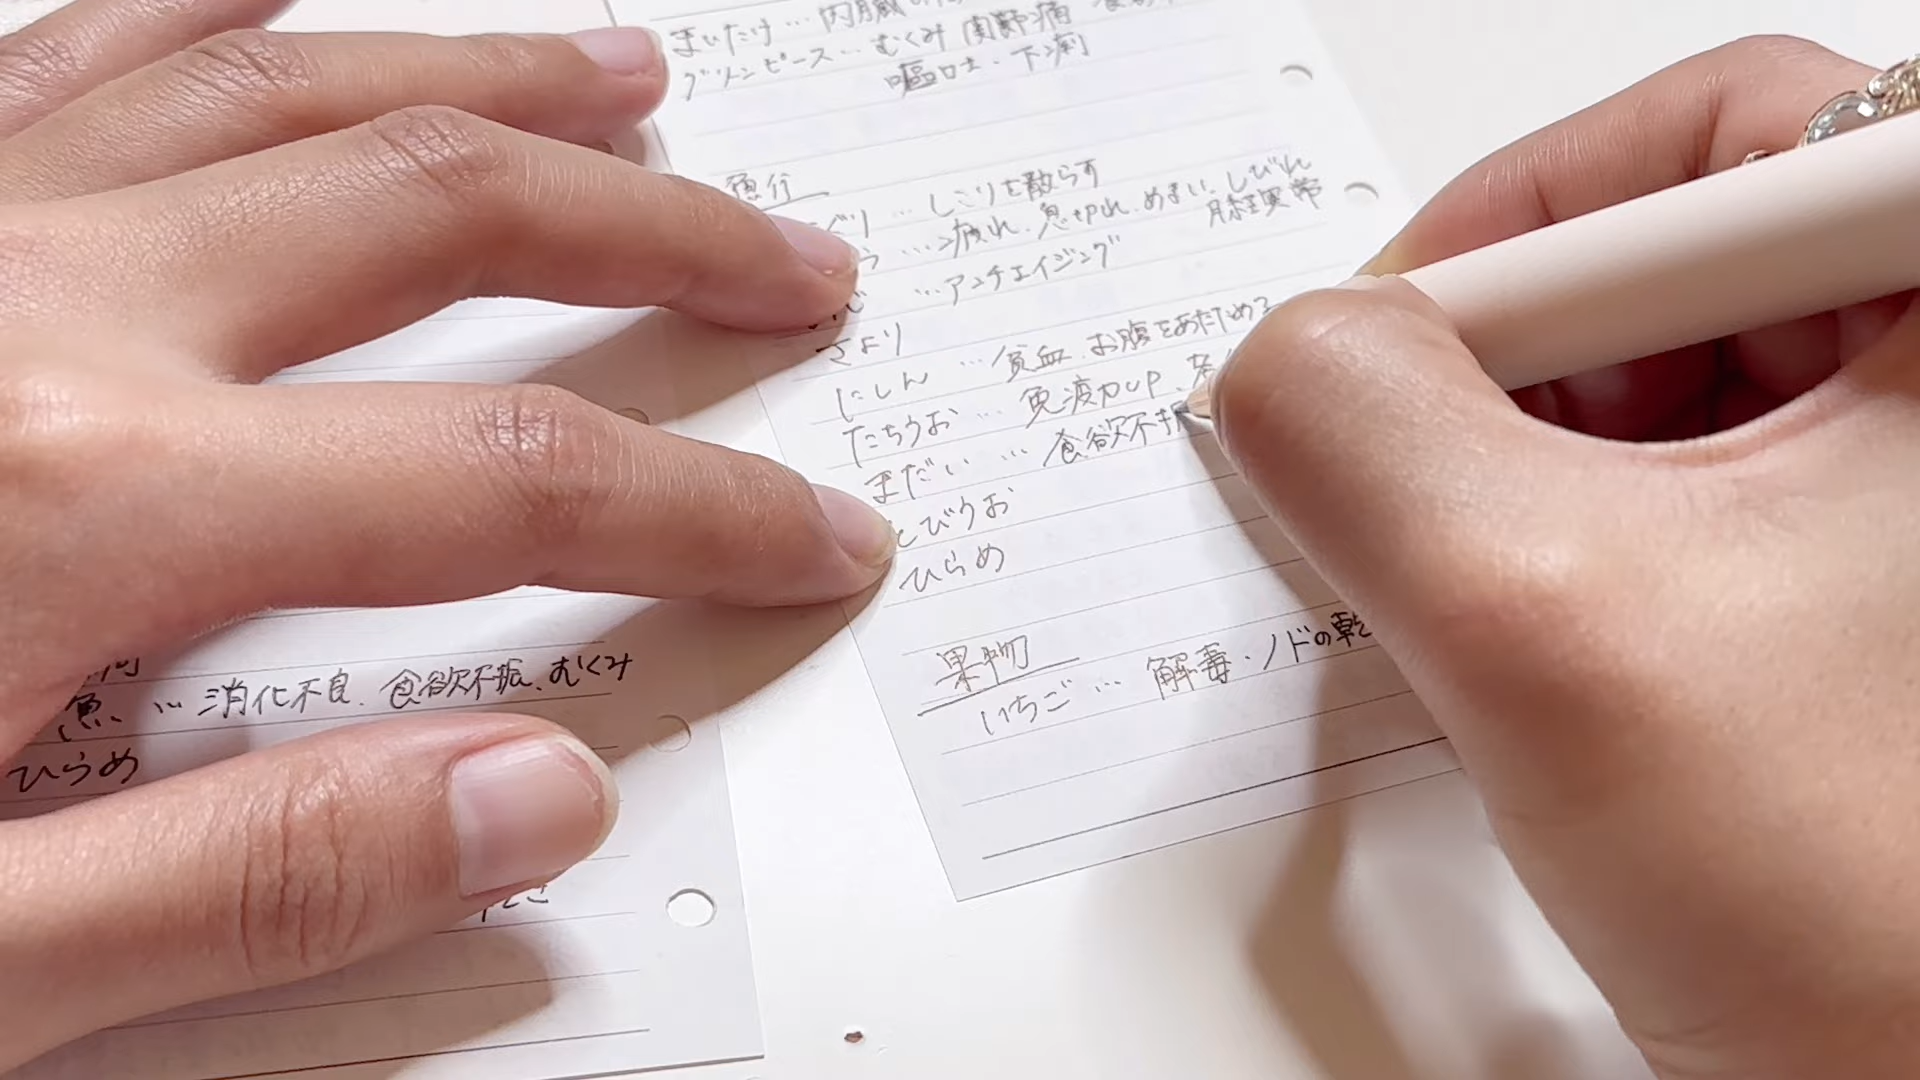 まいたけ … 内臓
グリンピース … むくみ 関節痛
嘔吐・下痢
魚介
ぐり … しこりを散らす
… 疲れ、息切れ、めまい、しびれ
月経異常
… アンチエイジング
さより
にしん … 貧血、お腹をあたためる
たちうお … 免疫力UP、
まだい … 食欲不振
とびうお
ひらめ
果物
いちご … 解毒・ノドの乾
魚、… 消化不良、食欲不振、むくみ
ひらめ